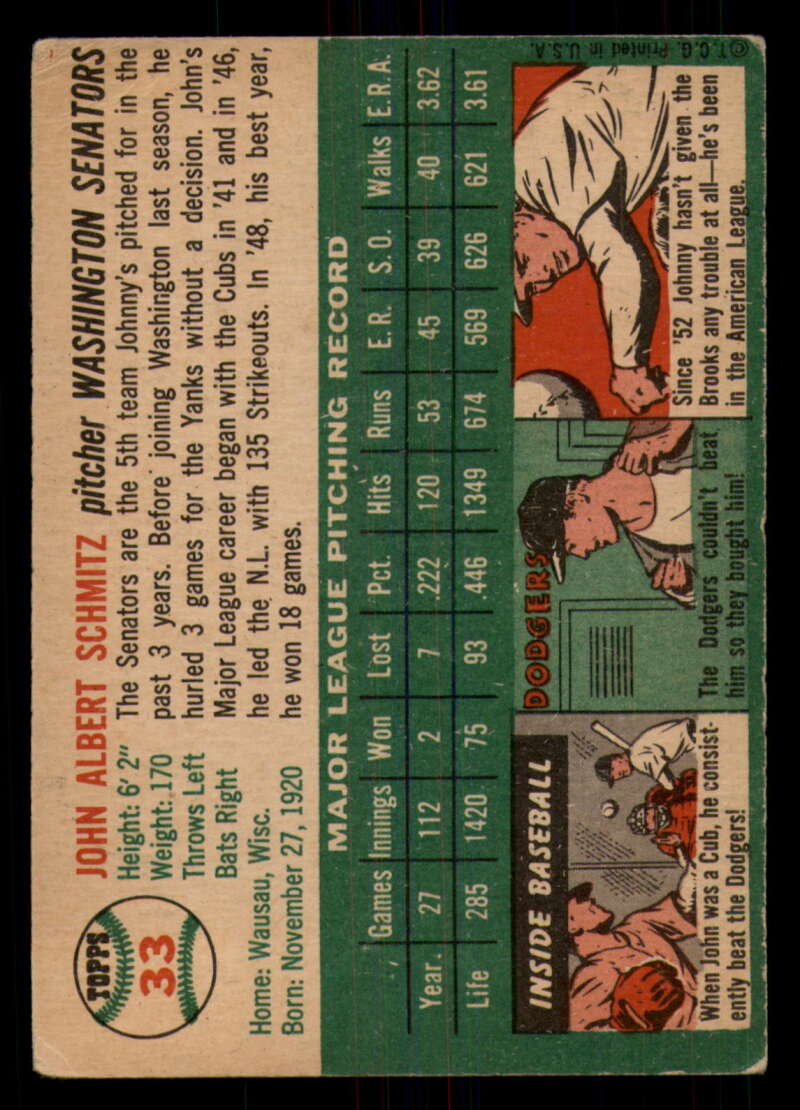 TOPPS
33
JOHN ALBERT SCHMITZ pitcher WASHINGTON SENATORS
Height: 6' 2"
Weight: 170
Throws Left
Bats Right
Home: Wausau, Wisc.
Born: November 27, 1920
The Senators are the 5th team Johnny's pitched for in the
past 3 years. Before joining Washington last season, he
hurled 3 games for the Yanks without a decision. John's
Major League career began with the Cubs in '41 and in '46,
he led the N.L. with 135 Strikeouts. In '48, his best year,
he won 18 games.
MAJOR LEAGUE PITCHING RECORD
Games Innings Won Lost Pct. Hits Runs E.R. S.O. Walks E.R.A.
Year. 27 112 2 7 .222 120 53 45 39 40 3.62
Life 285 1420 75 93 .446 1349 674 569 626 621 3.61
INSIDE BASEBALL
When John was a Cub, he consist-
ently beat the Dodgers!
DODGERS
The Dodgers couldn't beat
him so they bought him!
Since '52 Johnny hasn't given the
Brooks any trouble at all—he's been
in the American League.
©T.C.G. Printed in U.S.A.